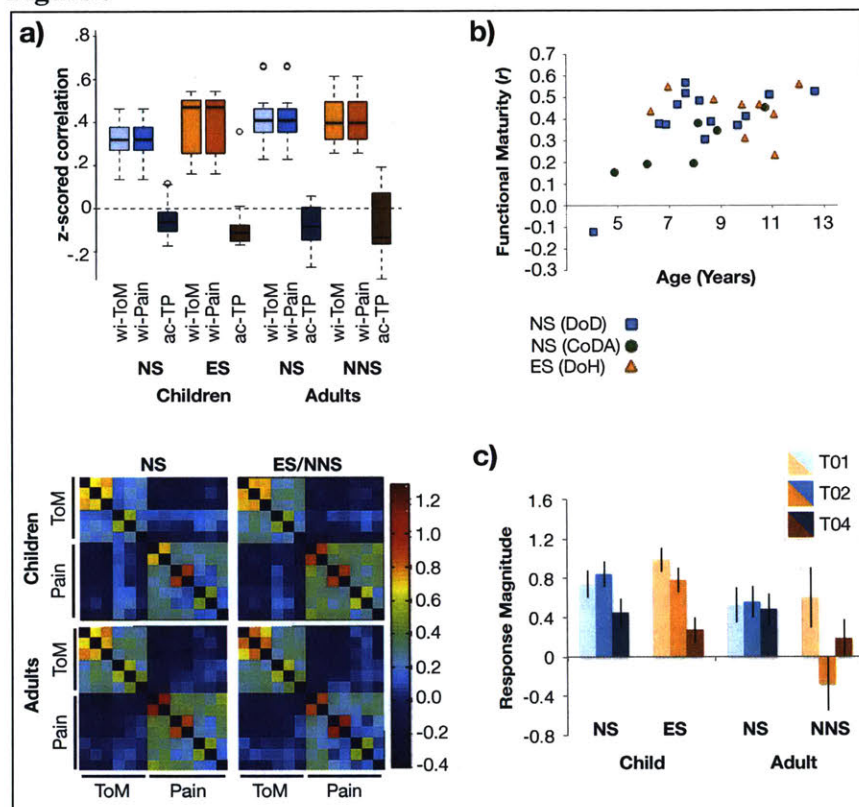 a)
z-scored correlation
.8
.6
.4
.2
0
-.2
wi-ToM
wi-Pain
ac-TP
wi-ToM
wi-Pain
ac-TP
wi-ToM
wi-Pain
ac-TP
wi-ToM
wi-Pain
ac-TP
NS ES NS NNS
Children Adults
b)
Functional Maturity (r)
0.7
0.6
0.5
0.4
0.3
0.2
0.1
0.0
-0.1
-0.2
-0.3
5 7 9 11 13
Age (Years)
NS (DoD)
NS (CoDA)
ES (DoH)
NS ES/NNS
Children
ToM
Pain
Adults
ToM
Pain
ToM Pain ToM Pain
1.2
1.0
0.8
0.6
0.4
0.2
0.0
-0.2
-0.4
c)
T01
T02
T04
Response Magnitude
1.6
1.2
0.8
0.4
0
-0.4
-0.8
NS ES NS NNS
Child Adult